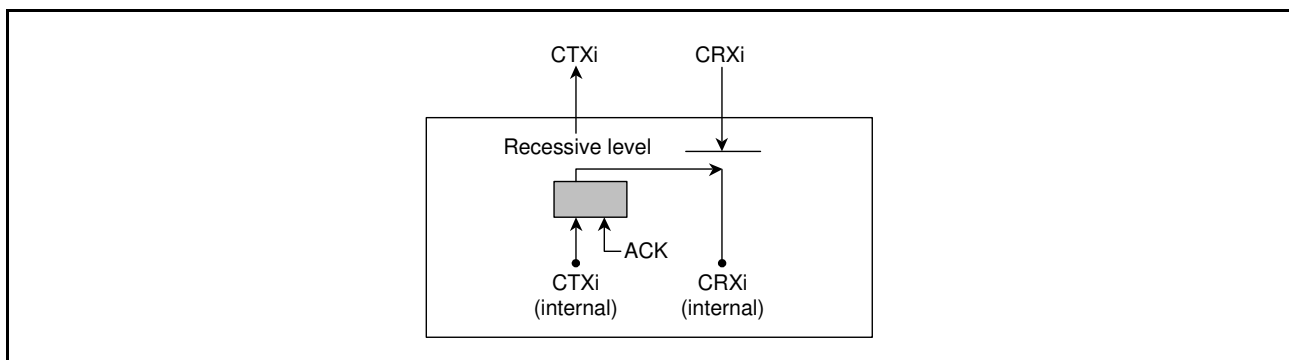 CTXi CRXi
Recessive level
ACK
CTXi CRXi
(internal) (internal)